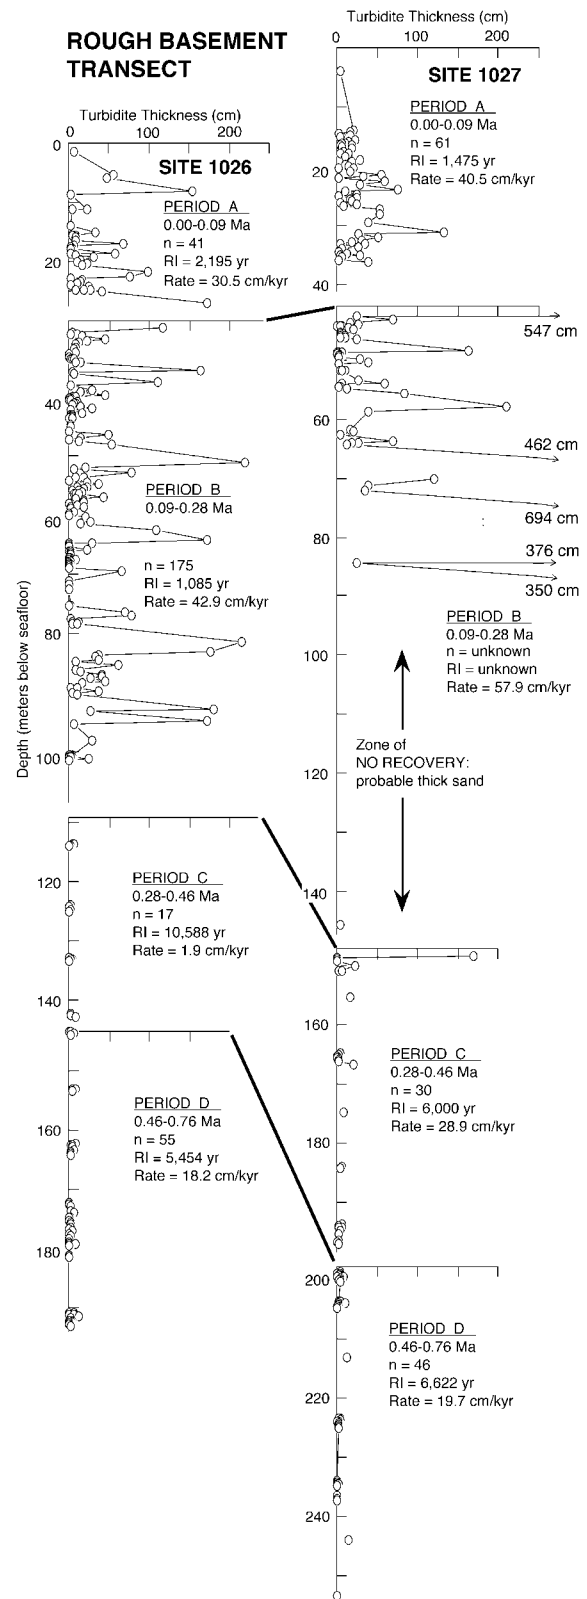 ROUGH BASEMENT
TRANSECT
Turbidite Thickness (cm)
0 100 200
SITE 1026
PERIOD A
0.00-0.09 Ma
n = 41
RI = 2,195 yr
Rate = 30.5 cm/kyr
PERIOD B
0.09-0.28 Ma
n = 175
RI = 1,085 yr
Rate = 42.9 cm/kyr
PERIOD C
0.28-0.46 Ma
n = 17
RI = 10,588 yr
Rate = 1.9 cm/kyr
PERIOD D
0.46-0.76 Ma
n = 55
RI = 5,454 yr
Rate = 18.2 cm/kyr
Depth (meters below seafloor)
0
20
40
60
80
100
120
140
160
180
Turbidite Thickness (cm)
0 100 200
SITE 1027
PERIOD A
0.00-0.09 Ma
n = 61
RI = 1,475 yr
Rate = 40.5 cm/kyr
547 cm
462 cm
694 cm
376 cm
350 cm
PERIOD B
0.09-0.28 Ma
n = unknown
RI = unknown
Rate = 57.9 cm/kyr
Zone of
NO RECOVERY:
probable thick sand
PERIOD C
0.28-0.46 Ma
n = 30
RI = 6,000 yr
Rate = 28.9 cm/kyr
PERIOD D
0.46-0.76 Ma
n = 46
RI = 6,622 yr
Rate = 19.7 cm/kyr
20
40
60
80
100
120
140
160
180
200
220
240